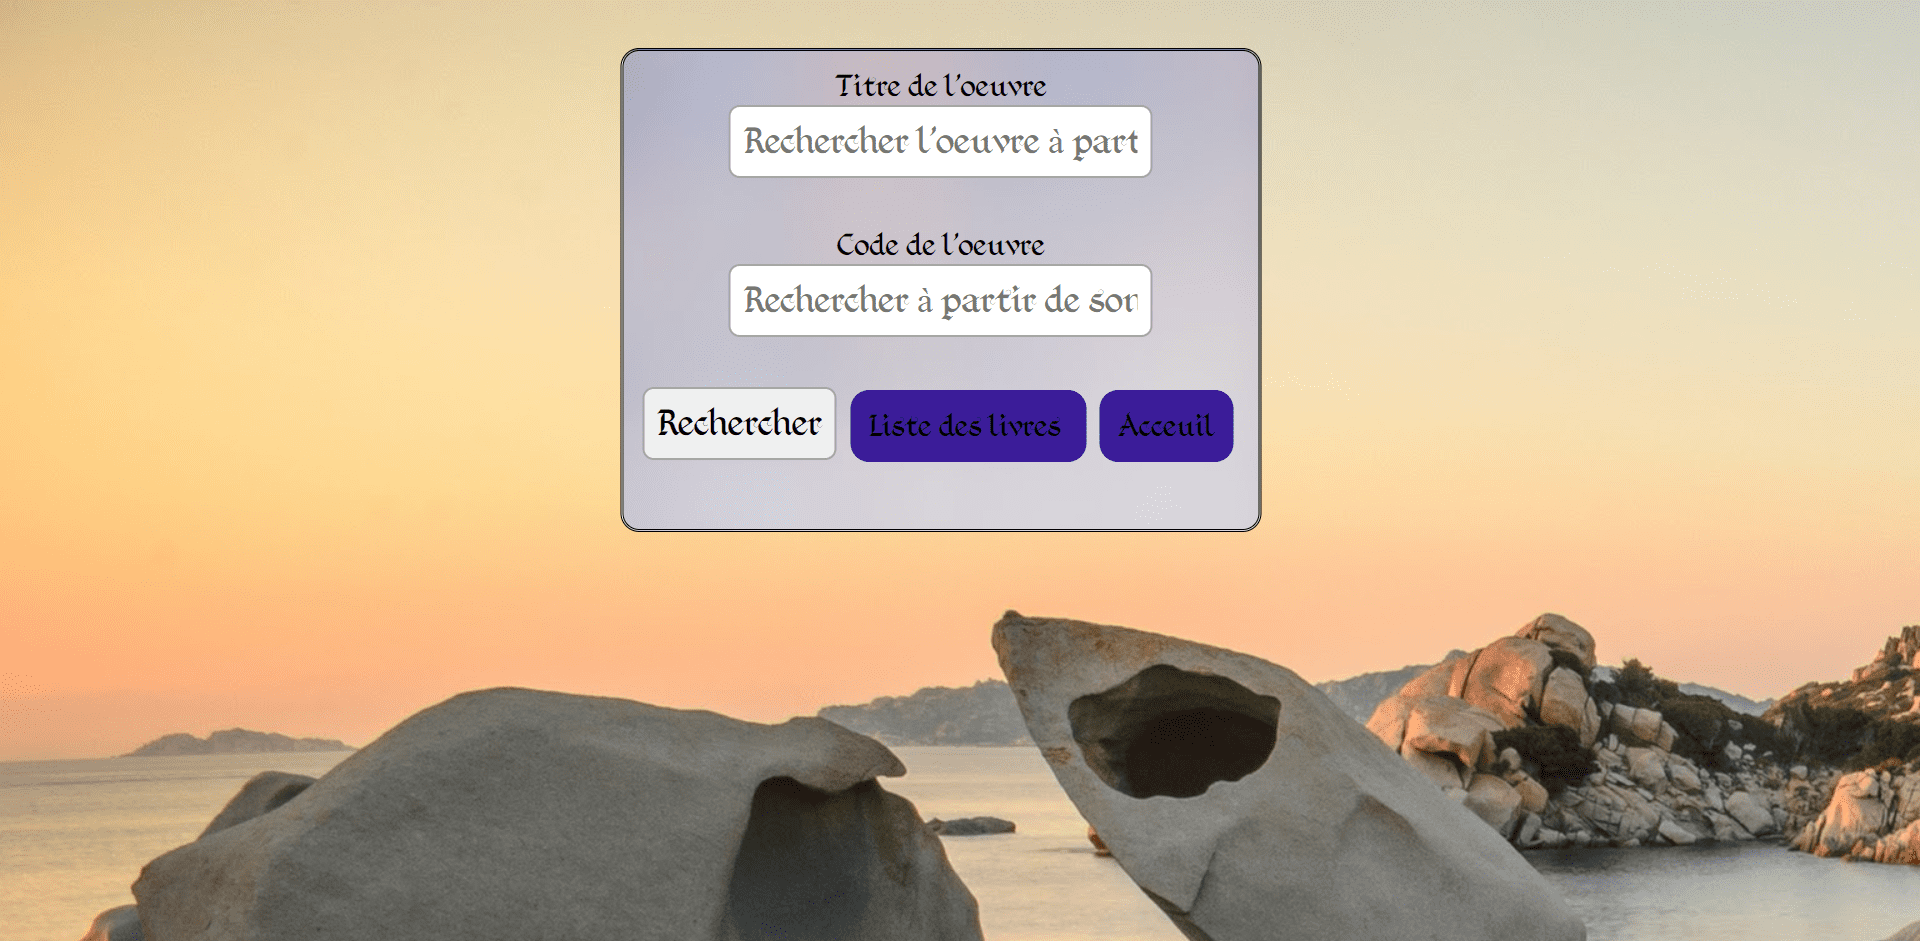 Titre de l'oeuvre
Rechercher l'oeuvre à part
Code de l'oeuvre
Rechercher à partir de son
Rechercher Liste des livres Acceuil